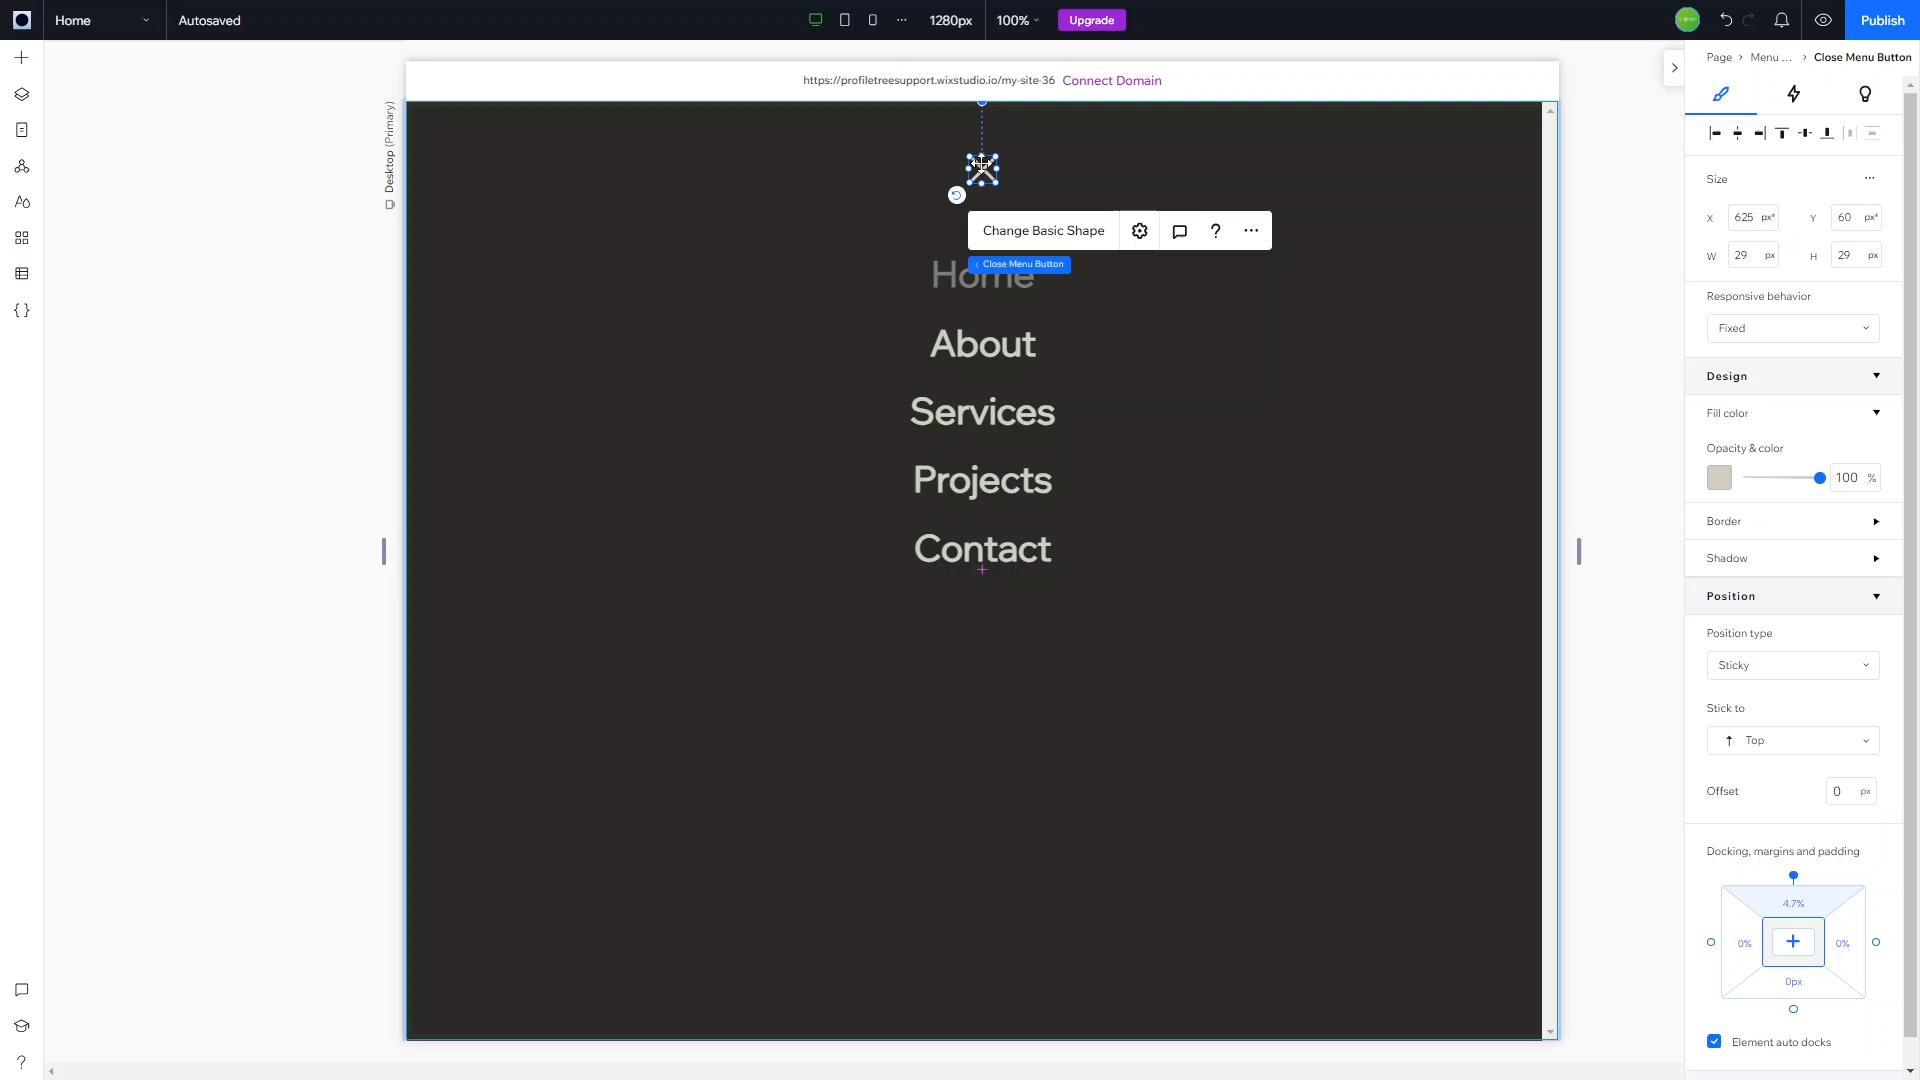 Home
Autosaved
1280px
100%
Upgrade
Publish
https://profiletreesupport.wixstudio.io/my-site-36 Connect Domain
Desktop (Primary)
Page > Menu ... > Close Menu Button
Change Basic Shape
Close Menu Button
Home
About
Services
Projects
Contact
Size
X 625 px* Y 60 px*
W 29 px H 29 px
Responsive behavior
Fixed
Design
Fill color
Opacity & color
100 %
Border
Shadow
Position
Position type
Sticky
Stick to
Top
Offset 0 px
Docking, margins and padding
4.7%
0% 0%
0px
Element auto docks